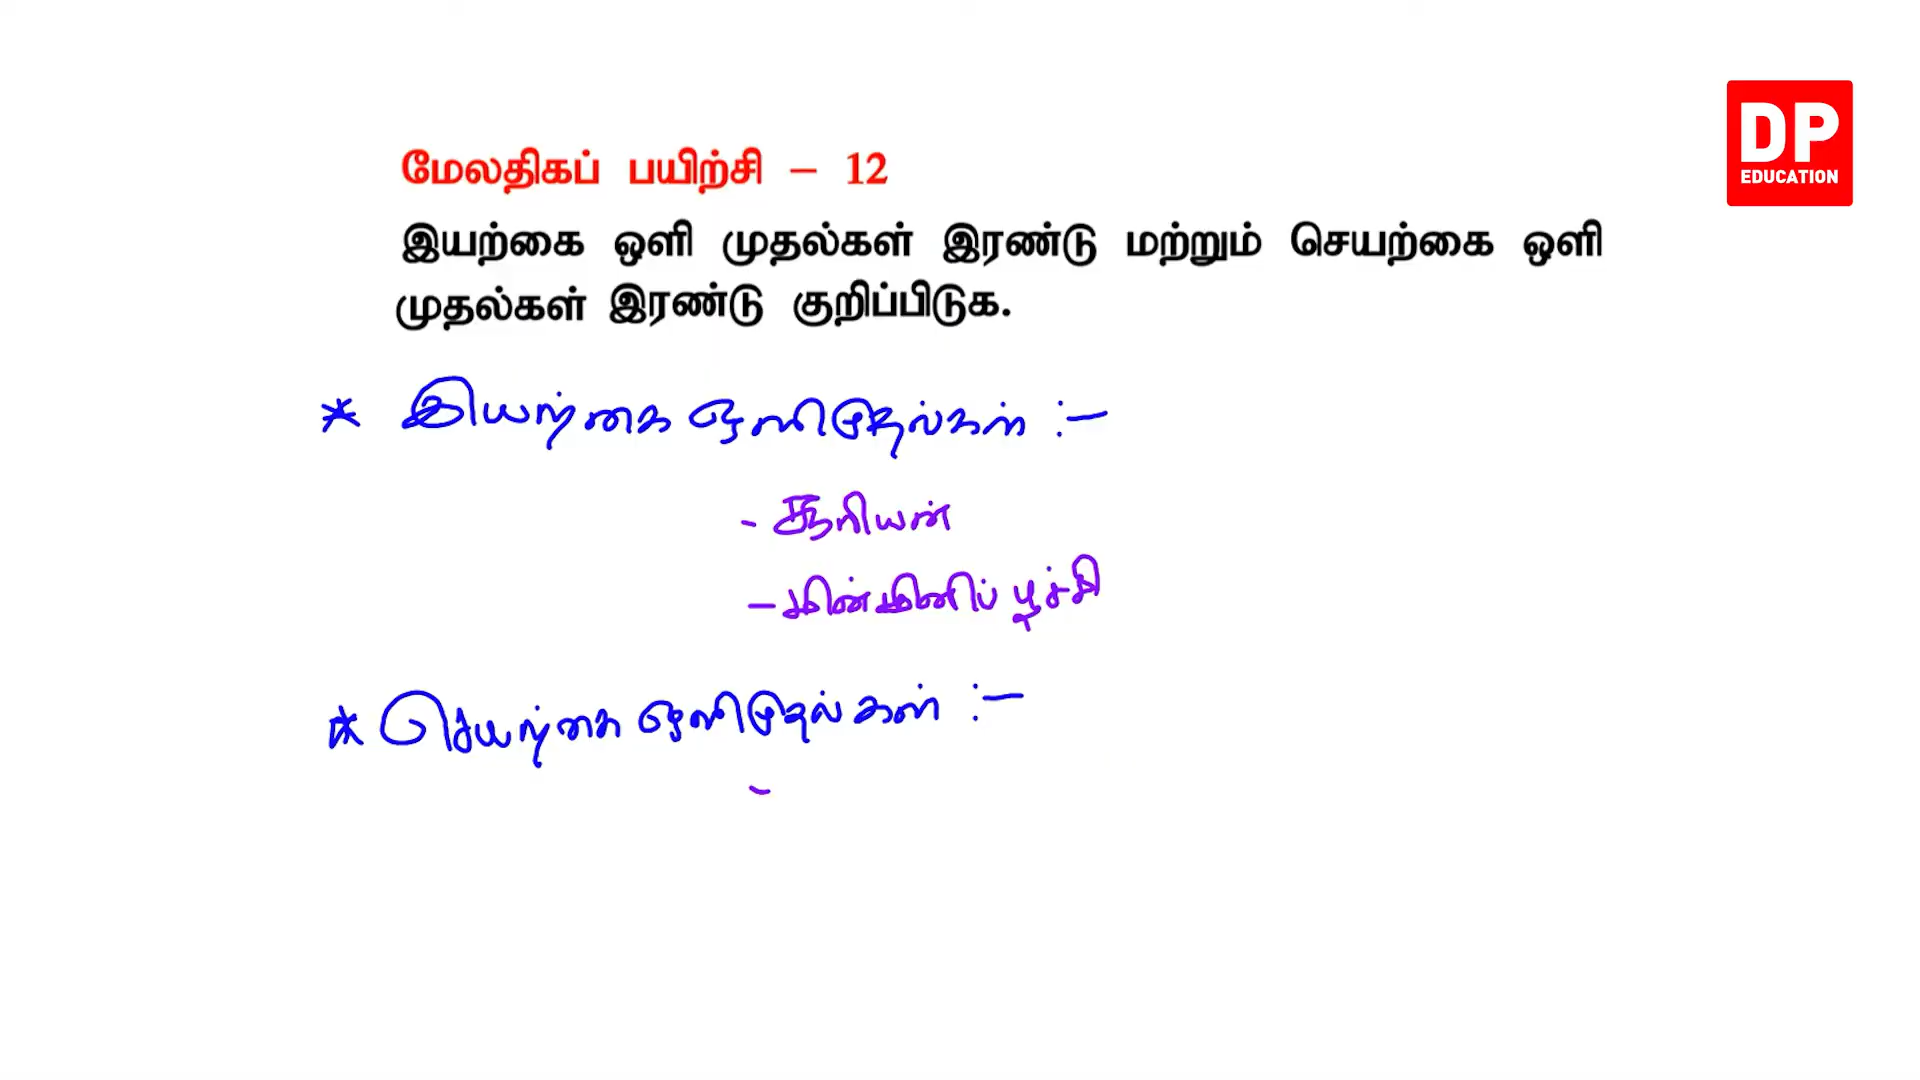 DP
EDUCATION
மேலதிகப் பயிற்சி – 12
இயற்கை ஒளி முதல்கள் இரண்டு மற்றும் செயற்கை ஒளி
முதல்கள் இரண்டு குறிப்பிடுக.
* இயற்கை ஒளிமுதல்கள் :-
- சூரியன்
- மின்மினிப் பூச்சி
* செயற்கை ஒளிமுதல்கள் :-
-